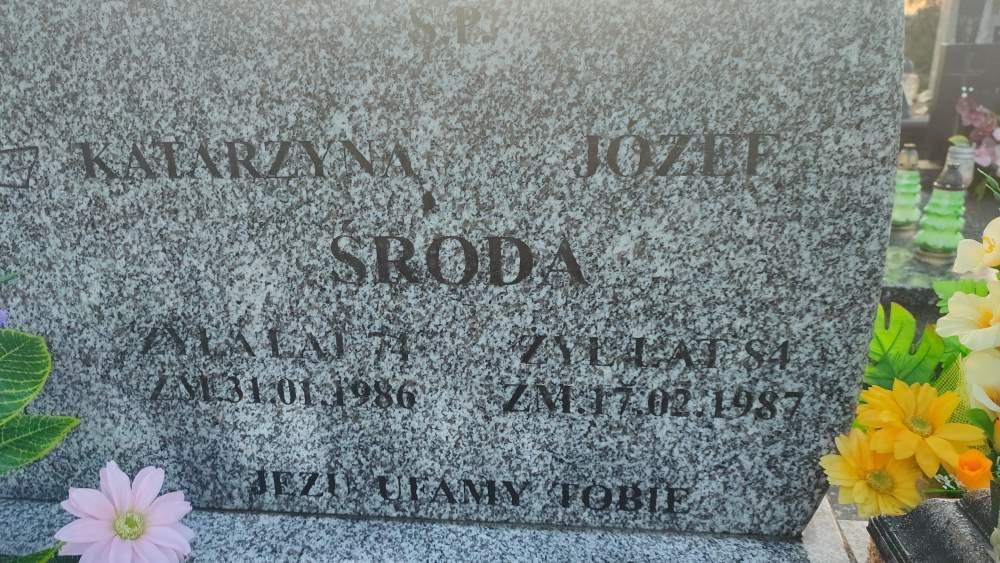 Ś.P.
KATARZYNA JÓZEF
ŚRODA
ŻYŁA LAT 74 ŻYŁ LAT 84
ZM.31.01.1986 ZM.17.02.1987
JEZU UFAMY TOBIE